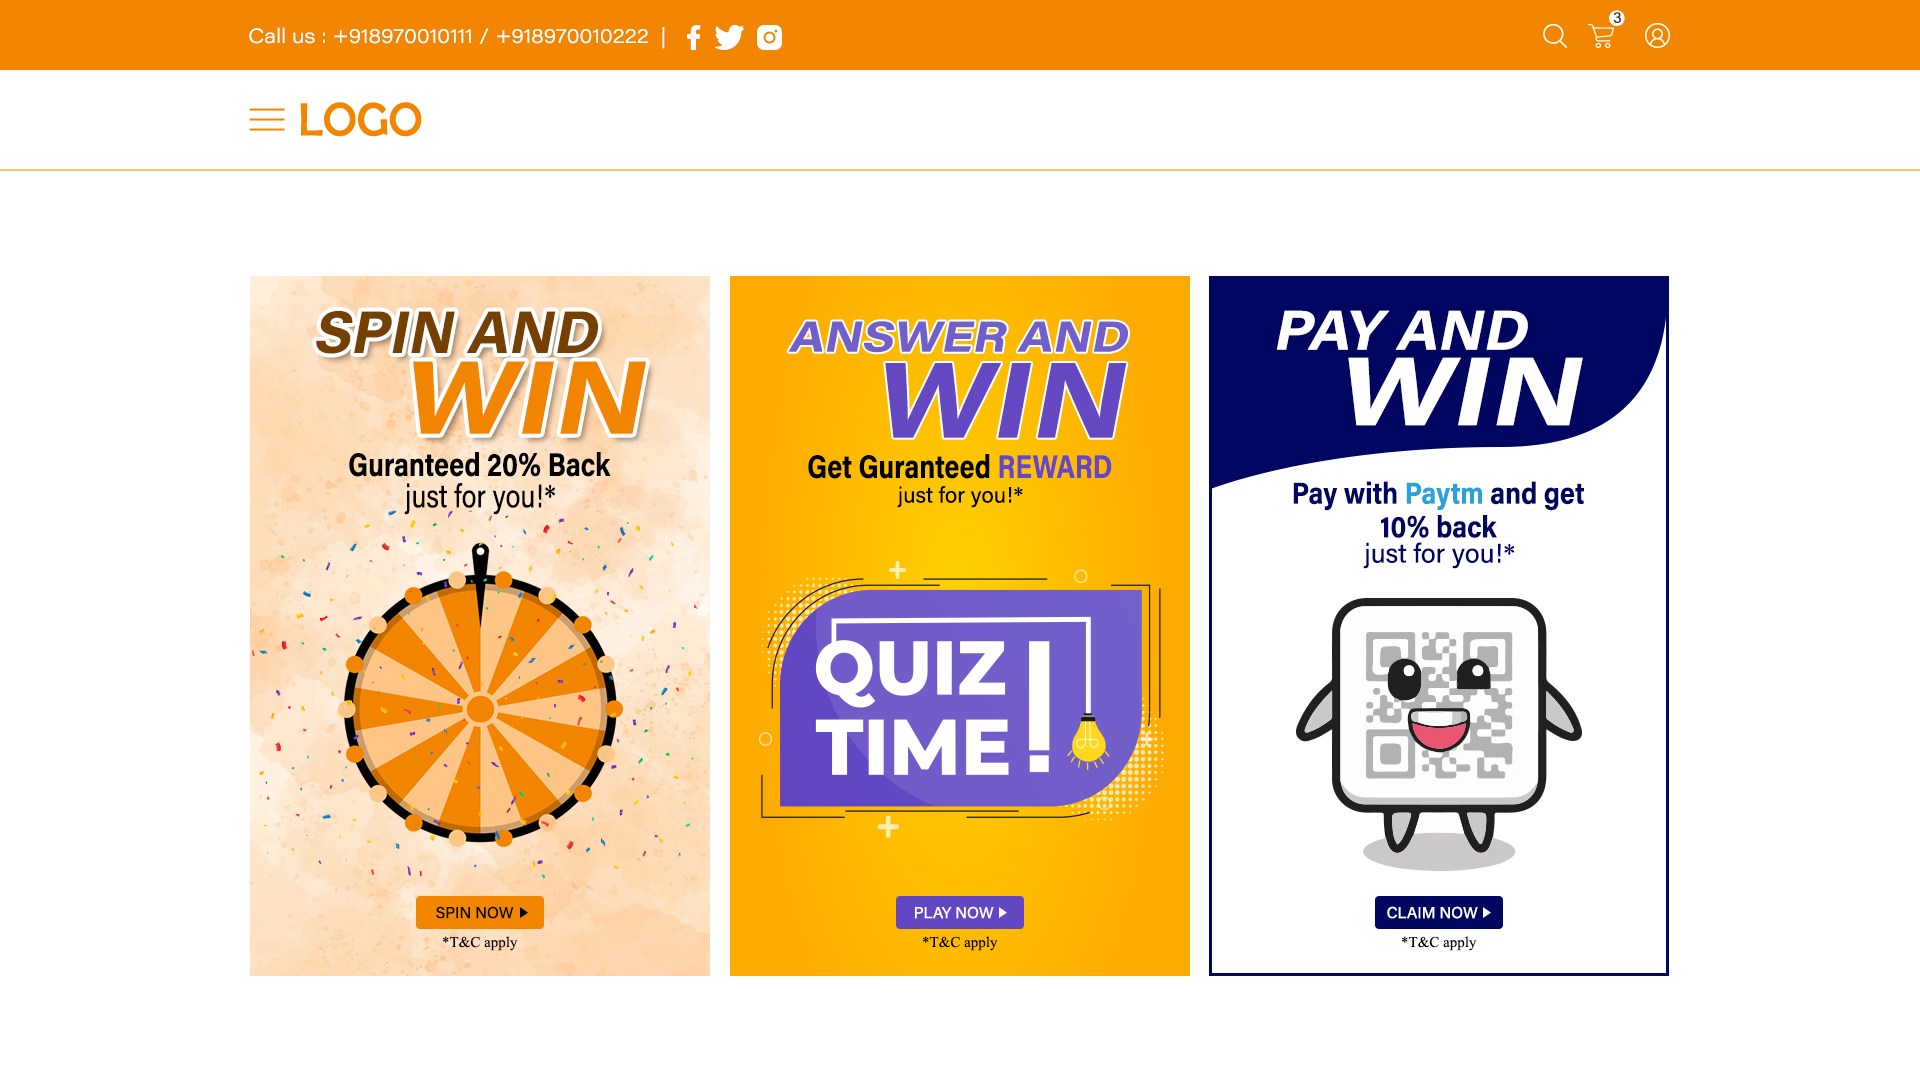 Call us : +918970010111 / +918970010222 |
3
LOGO
SPIN AND
WIN
Guranteed 20% Back
just for you!*
SPIN NOW
*T&C apply
ANSWER AND
WIN
Get Guranteed REWARD
just for you!*
QUIZ
TIME!
PLAY NOW
*T&C apply
PAY AND
WIN
Pay with Paytm and get
10% back
just for you!*
CLAIM NOW
*T&C apply